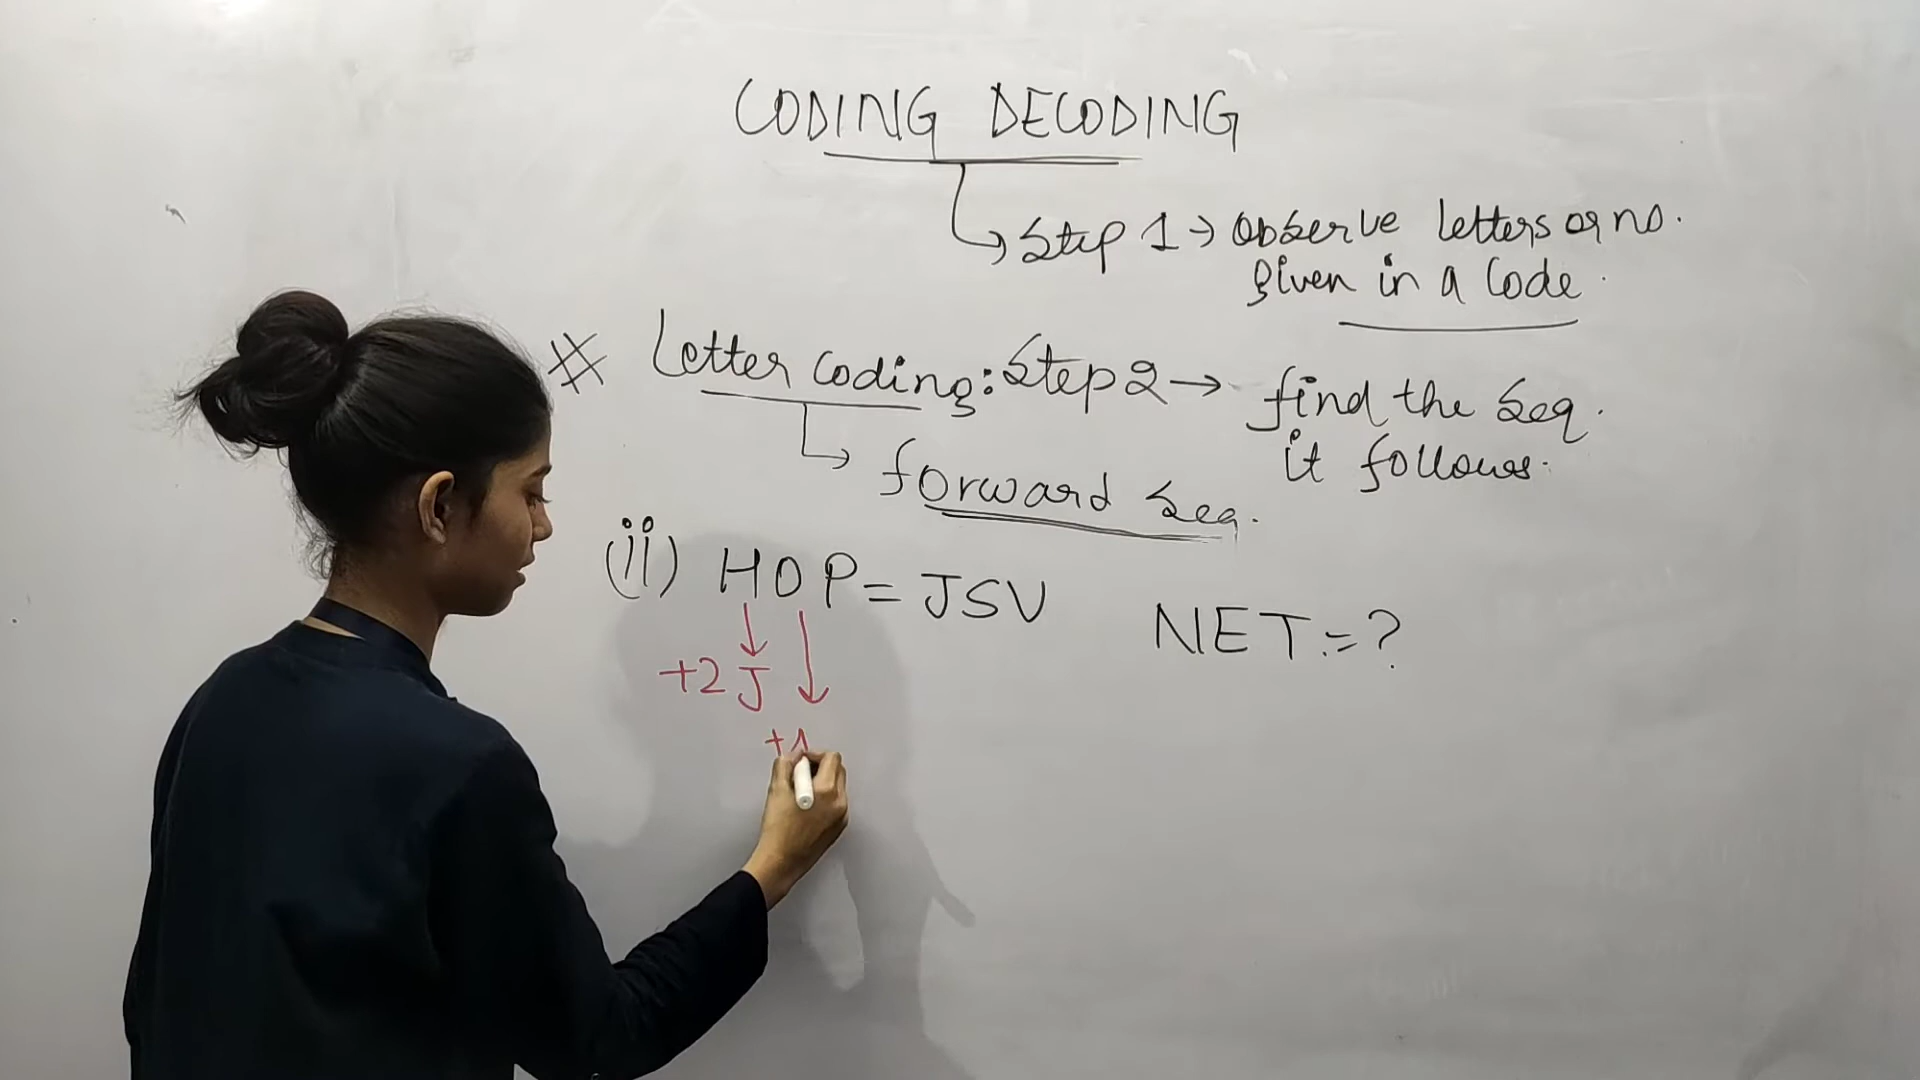 CODING DECODING
Step 1 → Observe letters or no.
given in a Code.
# Letter Coding: Step 2 → find the Seq.
it follows.
forward Seq.
(ii) HOP = JSV
NET = ?
+2 J